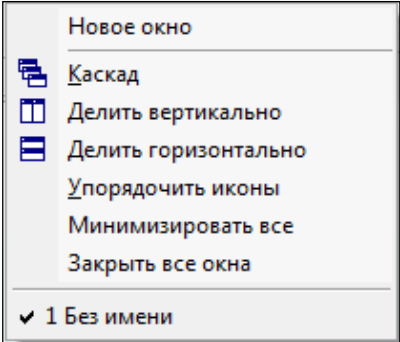 Новое окно
Каскад
Делить вертикально
Делить горизонтально
Упорядочить иконы
Минимизировать все
Закрыть все окна
1 Без имени